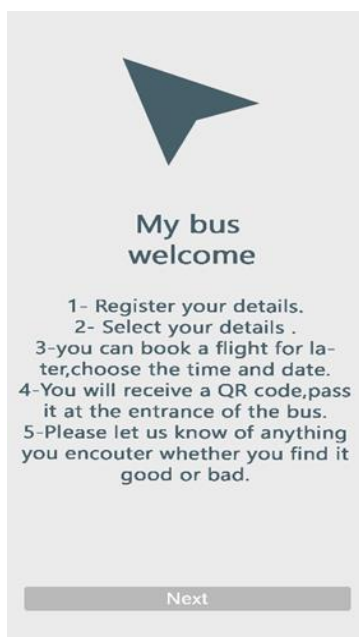 My bus
welcome
1- Register your details.
2- Select your details .
3-you can book a flight for la-
ter,choose the time and date.
4-You will receive a QR code,pass
it at the entrance of the bus.
5-Please let us know of anything
you encouter whether you find it
good or bad.
Next